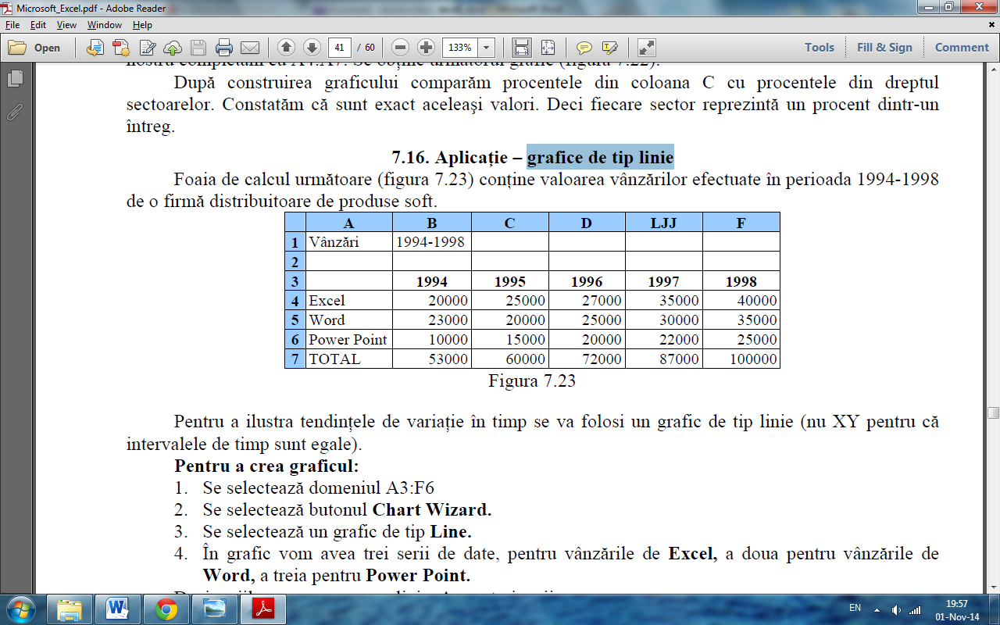 Microsoft_Excel.pdf - Adobe Reader
File Edit View Window Help
Open 41 / 60 133% Tools Fill & Sign Comment
nostru completăm cu A4:A7. Se obține următorul grafic (figura 7.22).
După construirea graficului comparăm procentele din coloana C cu procentele din dreptul
sectoarelor. Constatăm că sunt exact aceleaşi valori. Deci fiecare sector reprezintă un procent dintr-un
întreg.
7.16. Aplicație – grafice de tip linie
Foaia de calcul următoare (figura 7.23) conține valoarea vânzărilor efectuate în perioada 1994-1998
de o firmă distribuitoare de produse soft.
A B C D LJJ F
1 Vânzări 1994-1998
2
3 1994 1995 1996 1997 1998
4 Excel 20000 25000 27000 35000 40000
5 Word 23000 20000 25000 30000 35000
6 Power Point 10000 15000 20000 22000 25000
7 TOTAL 53000 60000 72000 87000 100000
Figura 7.23
Pentru a ilustra tendințele de variație în timp se va folosi un grafic de tip linie (nu XY pentru că
intervalele de timp sunt egale).
Pentru a crea graficul:
1. Se selectează domeniul A3:F6
2. Se selectează butonul Chart Wizard.
3. Se selectează un grafic de tip Line.
4. În grafic vom avea trei serii de date, pentru vânzările de Excel, a doua pentru vânzările de
Word, a treia pentru Power Point.
EN 19:57
01-Nov-14